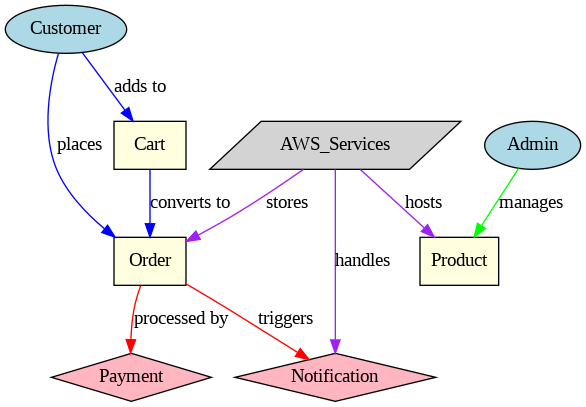 Customer
adds to
places
Cart
AWS_Services
Admin
converts to
stores
hosts
manages
Order
handles
Product
processed by
triggers
Payment
Notification